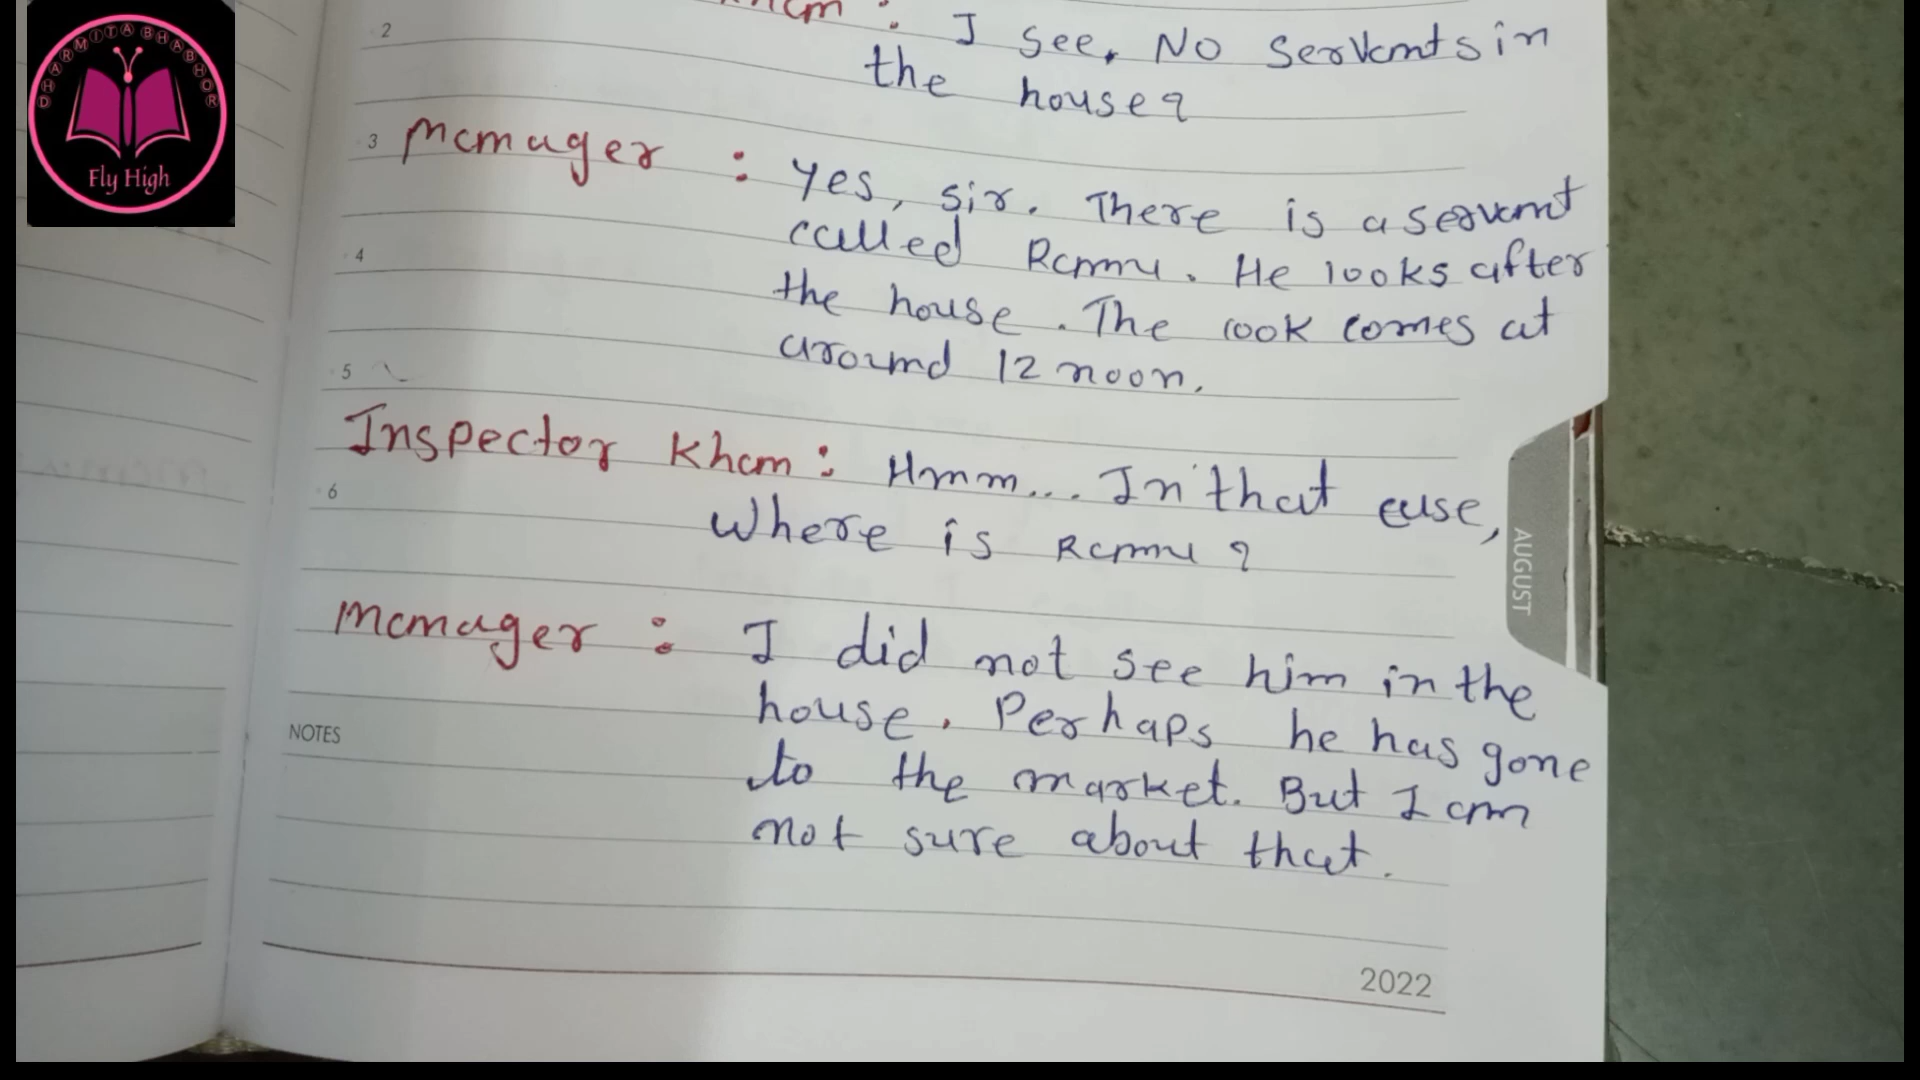 DHARMITA BHABHOR
Fly High
Khan : I see. No servants in
the house?
Manager : Yes, sir. There is a servant
called Ramu. He looks after
the house. The cook comes at
around 12 noon.
Inspector Khan : Hmm... In that case,
where is Ramu?
Manager : I did not see him in the
house. Perhaps he has gone
to the market. But I am
not sure about that.
2
3
4
5
6
NOTES
AUGUST
2022